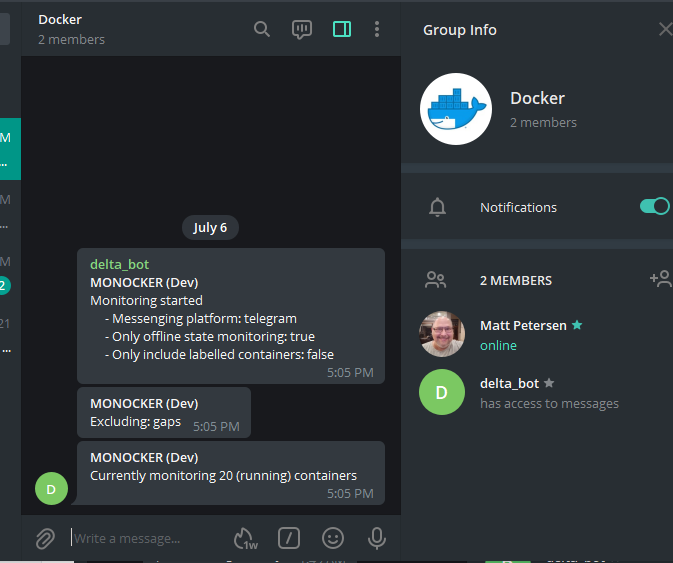 Docker
2 members
July 6
delta_bot
MONOCKER (Dev)
Monitoring started
- Messenging platform: telegram
- Only offline state monitoring: true
- Only include labelled containers: false
5:05 PM
MONOCKER (Dev)
Excluding: gaps 5:05 PM
MONOCKER (Dev)
Currently monitoring 20 (running) containers
5:05 PM
D
Write a message...
1w
Group Info
Docker
2 members
Notifications
2 MEMBERS
Matt Petersen
online
D
delta_bot
has access to messages
M
...
M
...
M
2
21
...